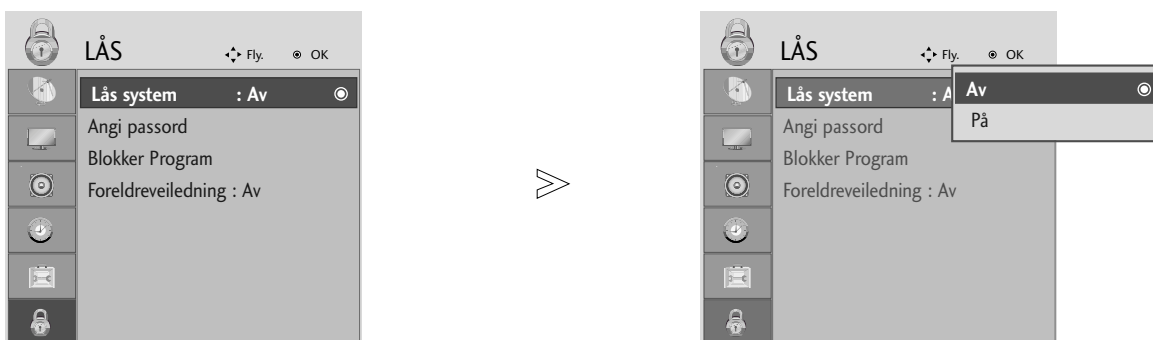 LÅS Fly. OK
Lås system : Av
Angi passord
Blokker Program
Foreldreveiledning : Av
LÅS Fly. OK
Lås system : A
Av
På
Angi passord
Blokker Program
Foreldreveiledning : Av